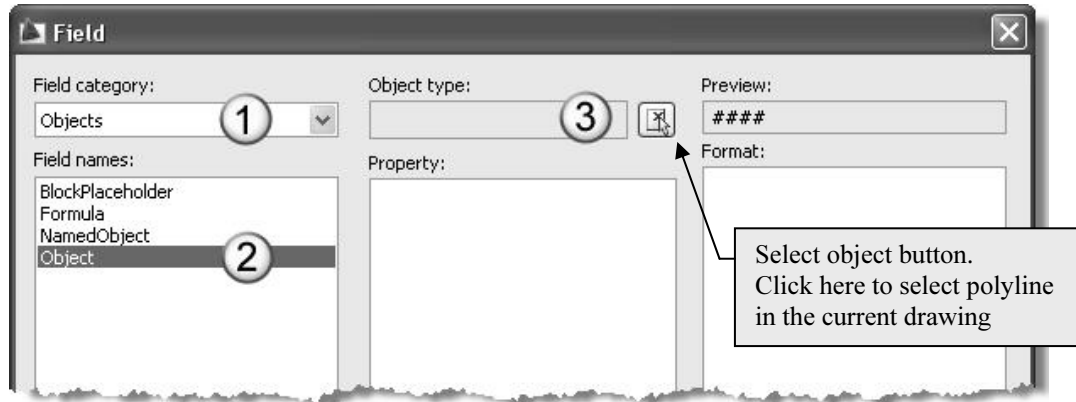 Field
Field category:
Objects
1
Field names:
BlockPlaceholder
Formula
NamedObject
Object
2
Object type:
3
Property:
Preview:
####
Format:
Select object button.
Click here to select polyline
in the current drawing